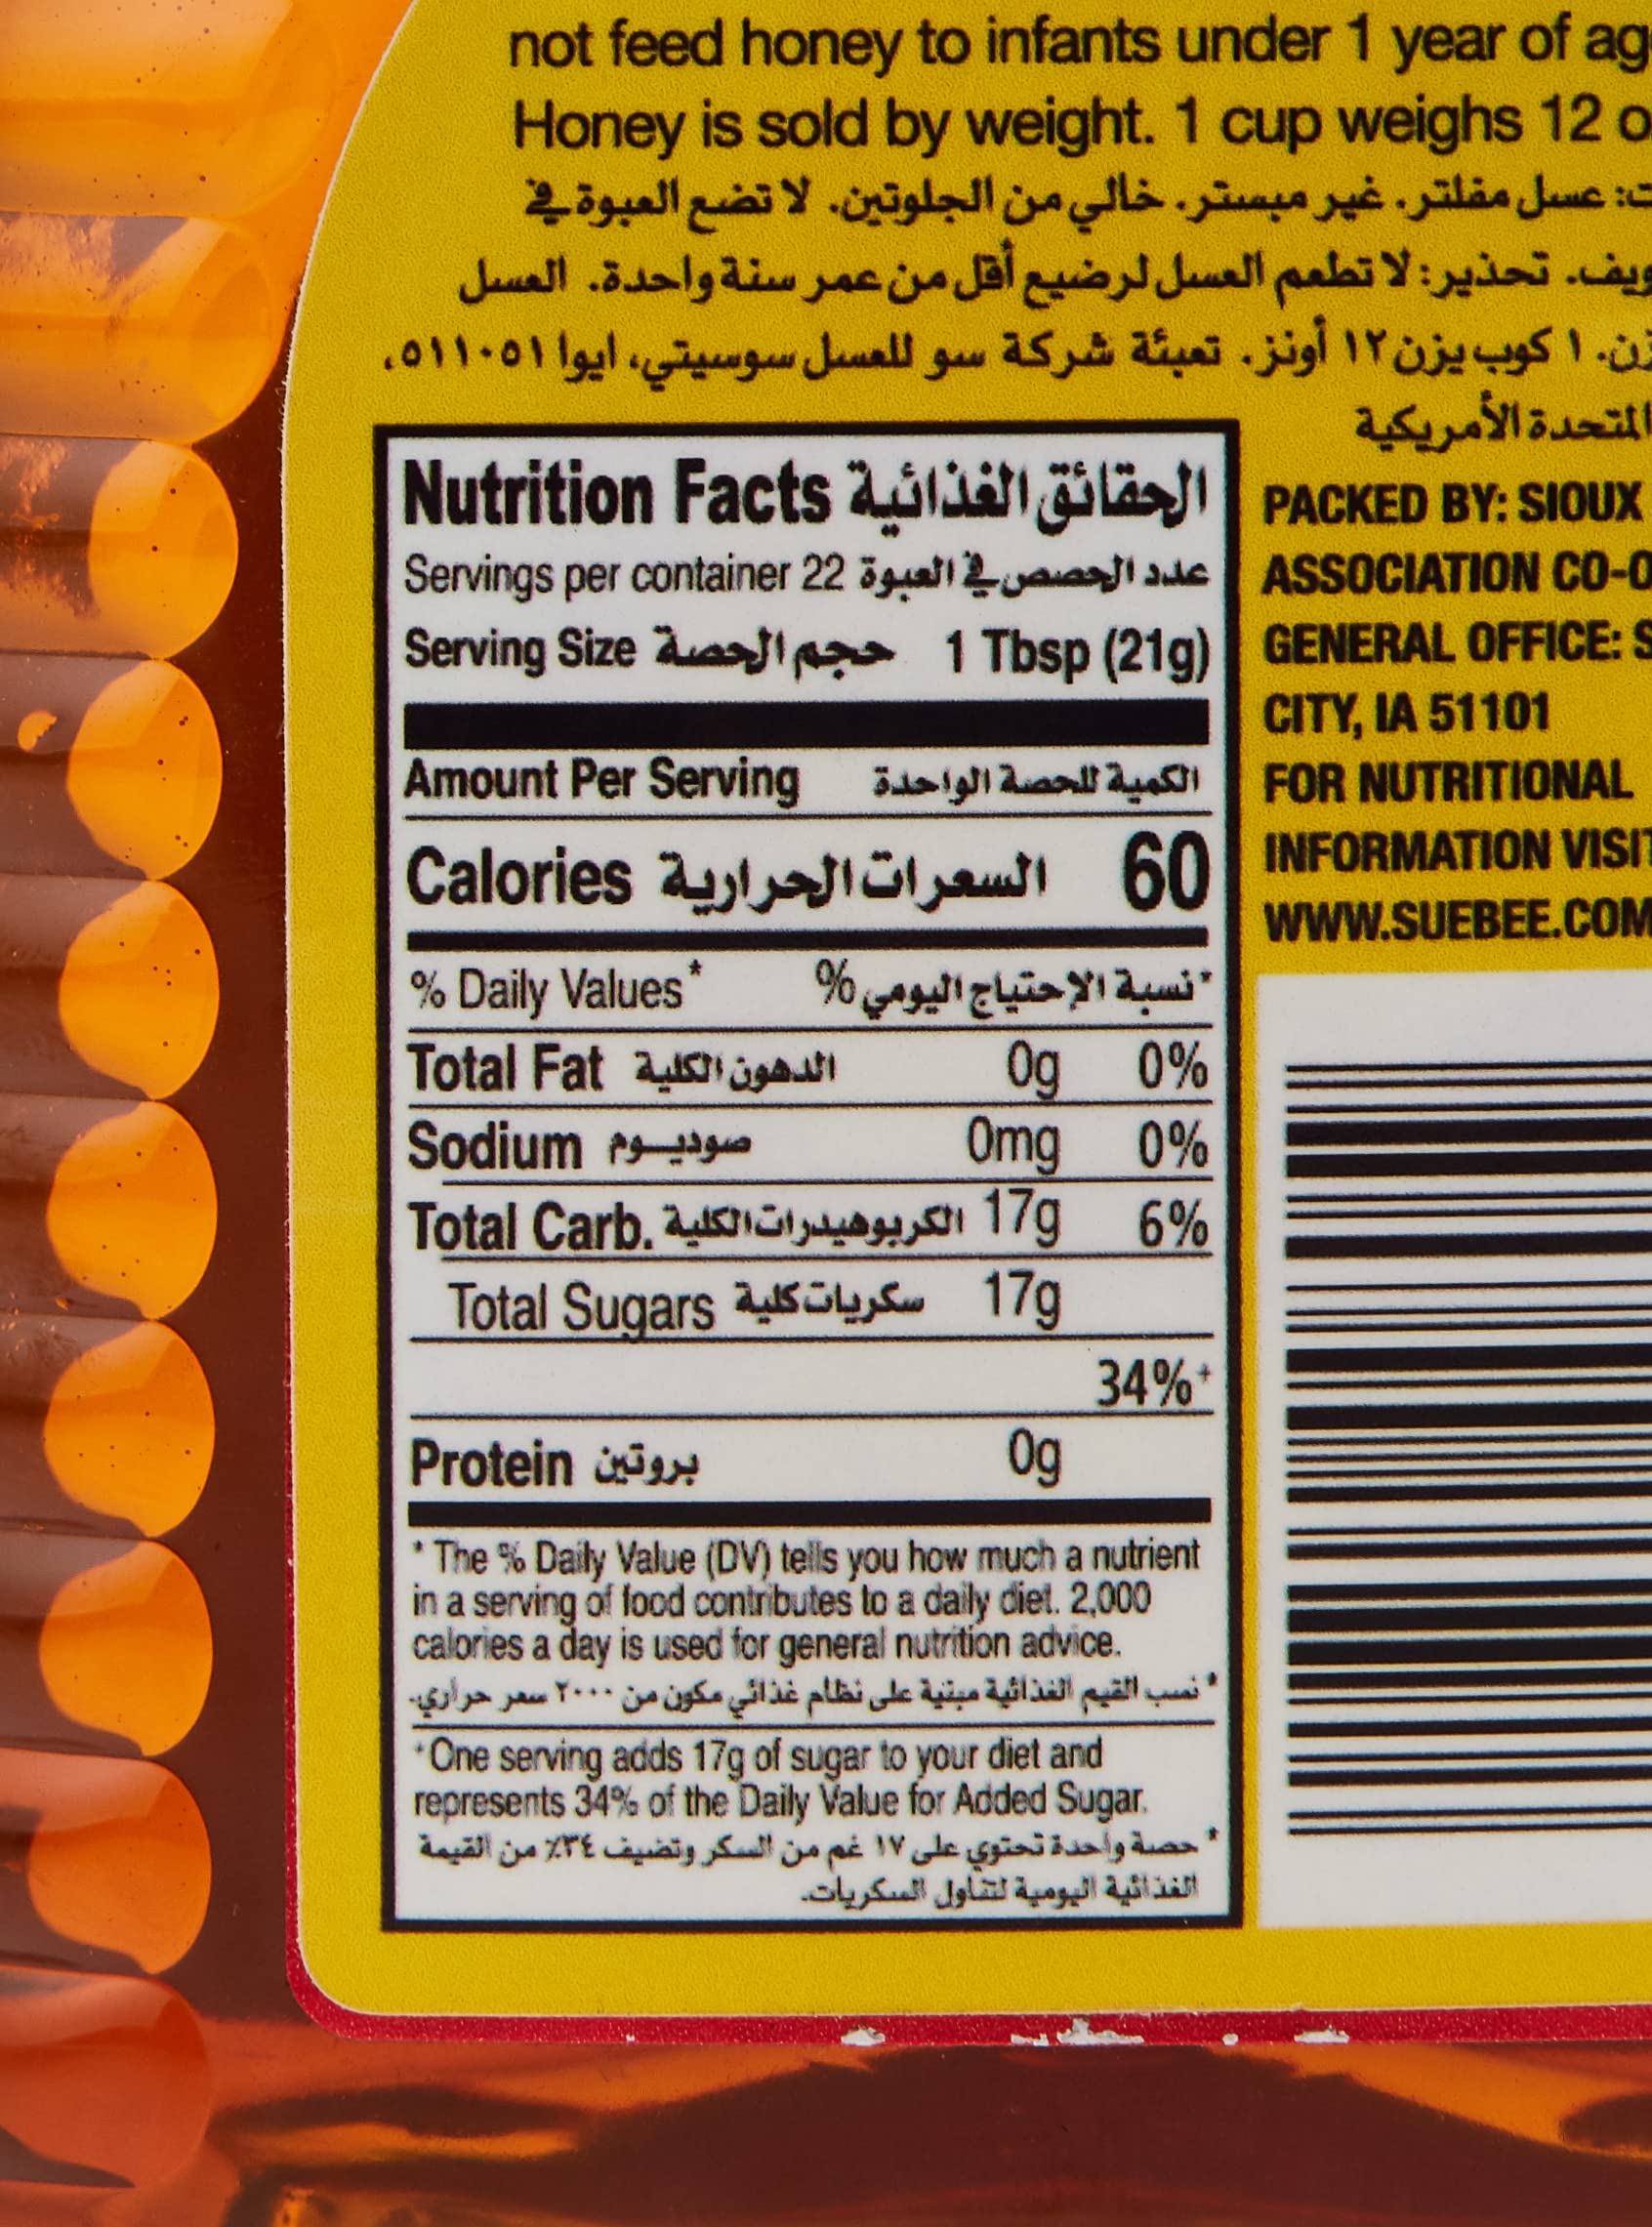 not feed honey to infants under 1 year of
Honey is sold by weight. 1 cup weighs 12
عسل مفلتر. غير مبستر. خالي من الجلوتين. لا تضع العبوة في
تحذير: لا تطعم العسل لرضيع أقل من عمر سنة واحدة. العسل
١ كوب يزن ١٢ أونز. تعبئة شركة سو للعسل سوسيتي، ايوا ٥١١٠٥١،
المتحدة الأمريكية
Nutrition Facts الحقائق الغذائية
Servings per container 22 عدد الحصص في العبوة
Serving Size حجم الحصة 1 Tbsp (21g)
Amount Per Serving الكمية للحصة الواحدة
Calories السعرات الحرارية 60
% Daily Values* *نسبة الإحتياج اليومي %
Total Fat الدهون الكلية 0g 0%
Sodium صوديوم 0mg 0%
Total Carb. الكربوهيدرات الكلية 17g 6%
Total Sugars سكريات كلية 17g
34%+
Protein بروتين 0g
* The % Daily Value (DV) tells you how much a nutrient
in a serving of food contributes to a daily diet. 2,000
calories a day is used for general nutrition advice.
* نسب القيم الغذائية مبنية على نظام غذائي مكون من ٢٠٠٠ سعر حراري.
+One serving adds 17g of sugar to your diet and
represents 34% of the Daily Value for Added Sugar.
+ حصة واحدة تحتوي على ١٧ غم من السكر وتضيف ٣٤٪ من القيمة
الغذائية اليومية لتناول السكريات.
PACKED BY: SIOUX
ASSOCIATION
GENERAL OFFICE:
CITY, IA 51101
FOR NUTRITIONAL
INFORMATION VISIT
WWW.SUEBEE.COM